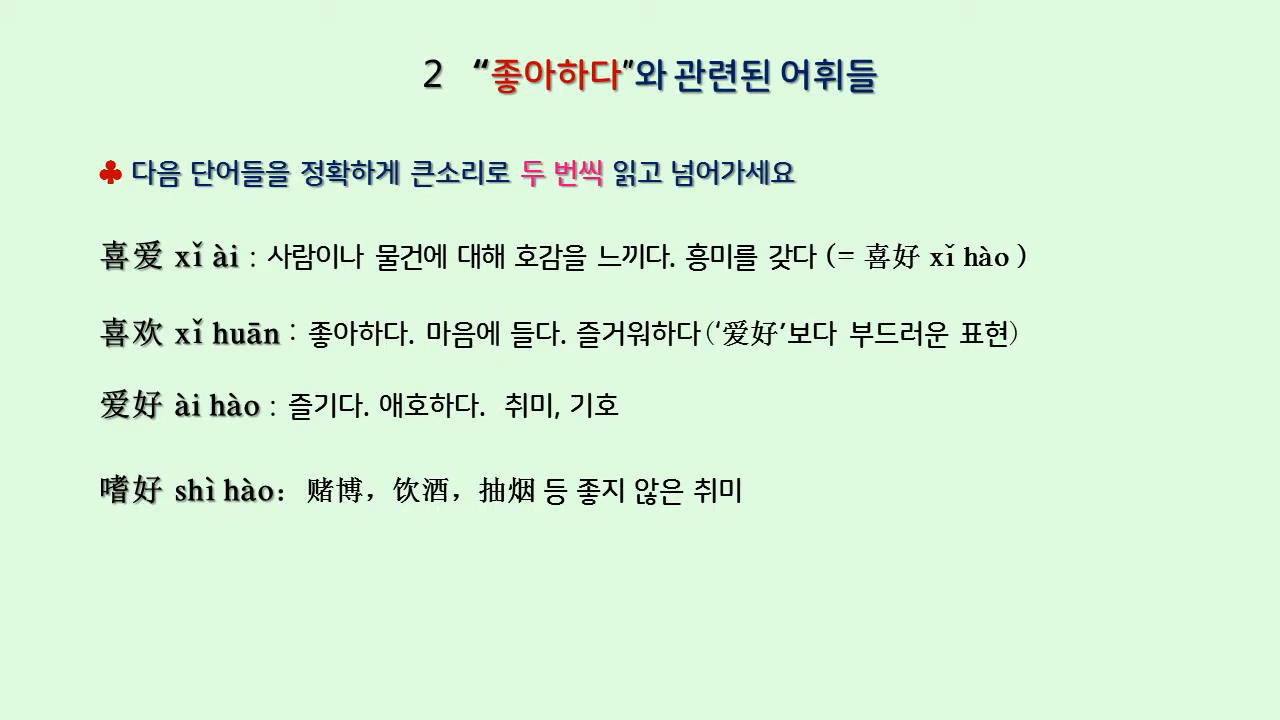 2 “좋아하다”와 관련된 어휘들
♣ 다음 단어들을 정확하게 큰소리로 두 번씩 읽고 넘어가세요
喜爱 xǐ ài : 사람이나 물건에 대해 호감을 느끼다. 흥미를 갖다 (= 喜好 xǐ hào )
喜欢 xǐ huān : 좋아하다. 마음에 들다. 즐거워하다(‘爱好’보다 부드러운 표현)
爱好 ài hào : 즐기다. 애호하다. 취미, 기호
嗜好 shì hào： 赌博，饮酒，抽烟 등 좋지 않은 취미